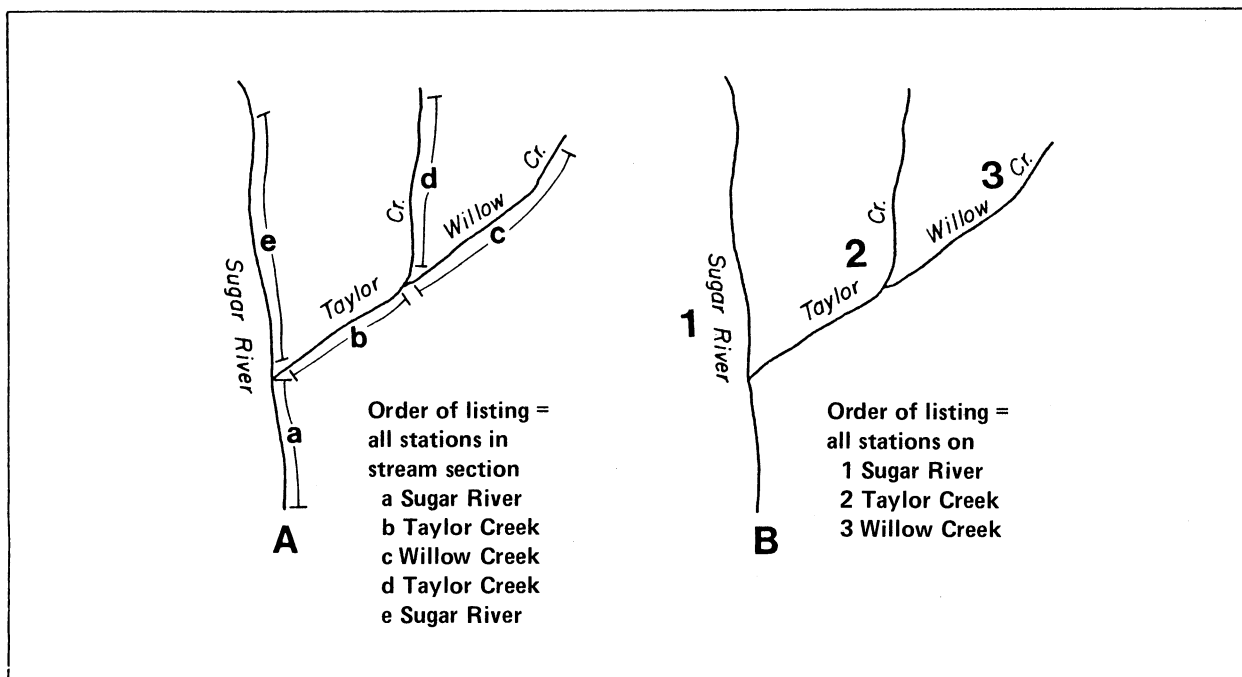 e
d
Cr.
Willow
Cr.
c
Sugar River
Taylor
b
a
Order of listing =
all stations in
stream section
a Sugar River
b Taylor Creek
c Willow Creek
d Taylor Creek
e Sugar River
A
1
Sugar River
2
Cr.
3
Cr.
Willow
Taylor
Order of listing =
all stations on
1 Sugar River
2 Taylor Creek
3 Willow Creek
B